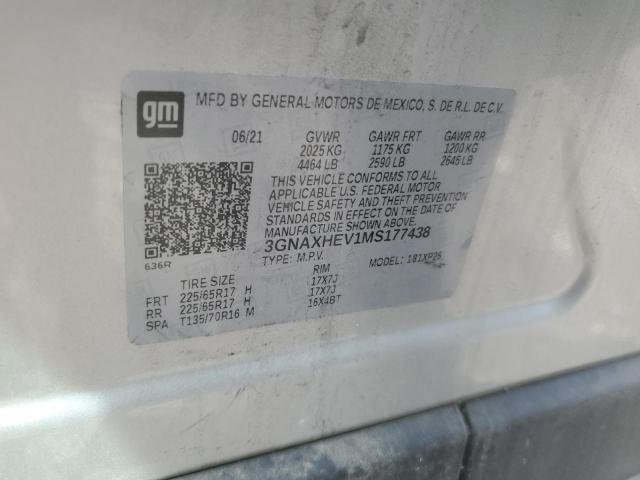 gm
MFD BY GENERAL MOTORS DE MEXICO, S. DE R.L. DE C.V.
06/21 GVWR GAWR FRT GAWR RR
2025 KG 1175 KG 1200 KG
4464 LB 2590 LB 2645 LB
THIS VEHICLE CONFORMS TO ALL
APPLICABLE U.S. FEDERAL MOTOR
VEHICLE SAFETY AND THEFT PREVENTION
STANDARDS IN EFFECT ON THE DATE OF
MANUFACTURE SHOWN ABOVE.
3GNAXHEV1MS177438
636R
TYPE: M.P.V. MODEL: 181XP26
TIRE SIZE RIM
FRT 225/65R17 H 17X7J
RR 225/65R17 H 17X7J
SPA T135/70R16 M 16X4BT